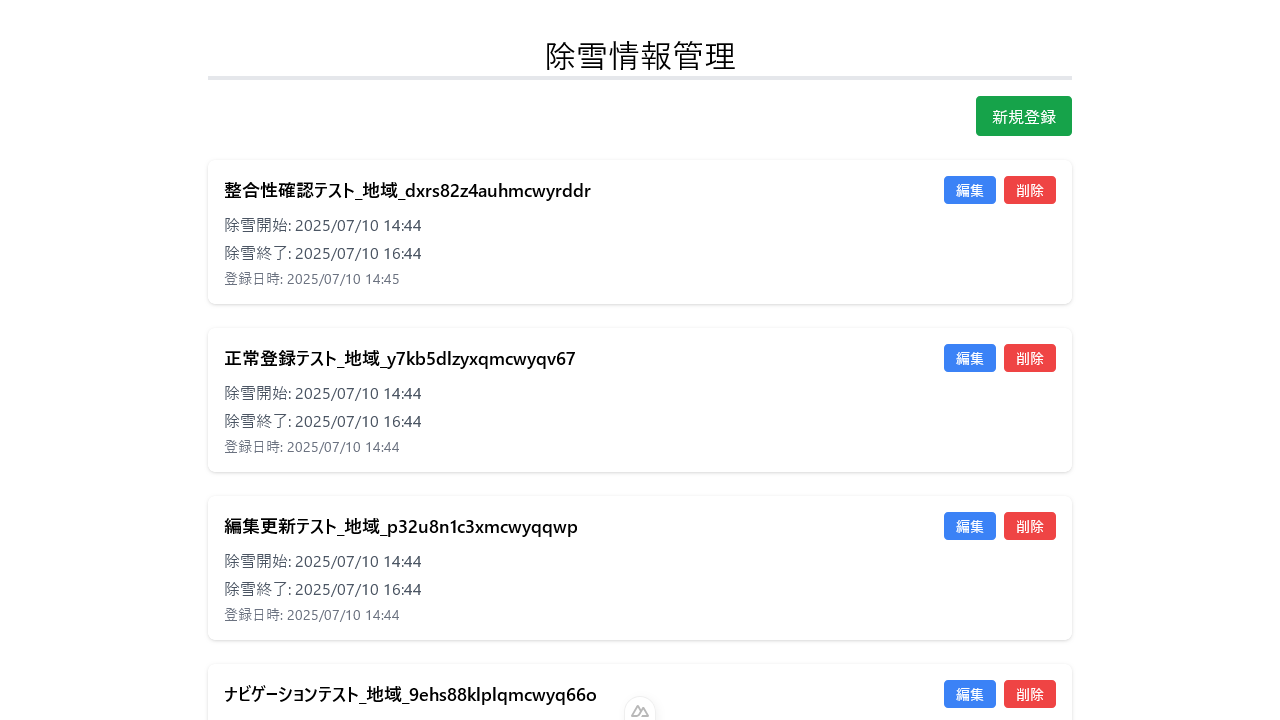 除雪情報管理
新規登録
整合性確認テスト_地域_dxrs82z4auhmcwyrddr
編集 削除
除雪開始: 2025/07/10 14:44
除雪終了: 2025/07/10 16:44
登録日時: 2025/07/10 14:45
正常登録テスト_地域_y7kb5dlzyxqmcwyqv67
編集 削除
除雪開始: 2025/07/10 14:44
除雪終了: 2025/07/10 16:44
登録日時: 2025/07/10 14:44
編集更新テスト_地域_p32u8n1c3xmcwyqqwp
編集 削除
除雪開始: 2025/07/10 14:44
除雪終了: 2025/07/10 16:44
登録日時: 2025/07/10 14:44
ナビゲーションテスト_地域_9ehs88klplqmcwyq66o
編集 削除